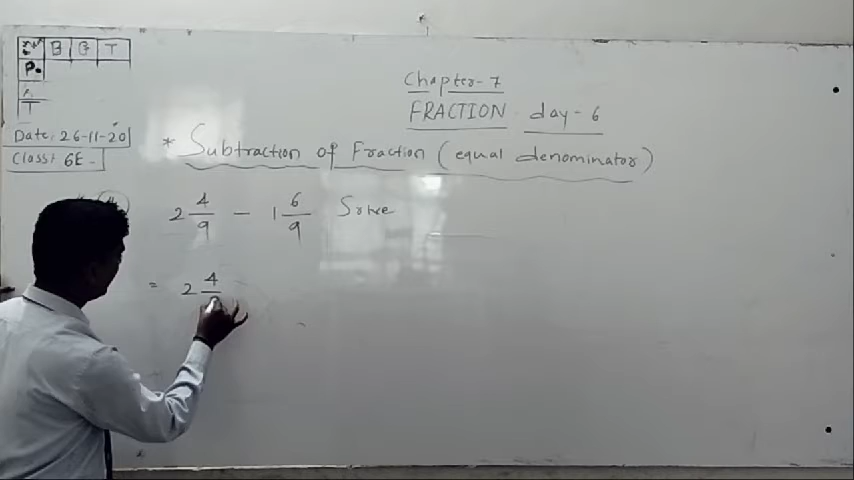 B G T
P.
T
Chapter-7
FRACTION day-6
Date: 26-11-20
Class: 6E-
* Subtraction of Fraction (equal denominator)
2 4/9 - 1 6/9 Solve
= 2 4/